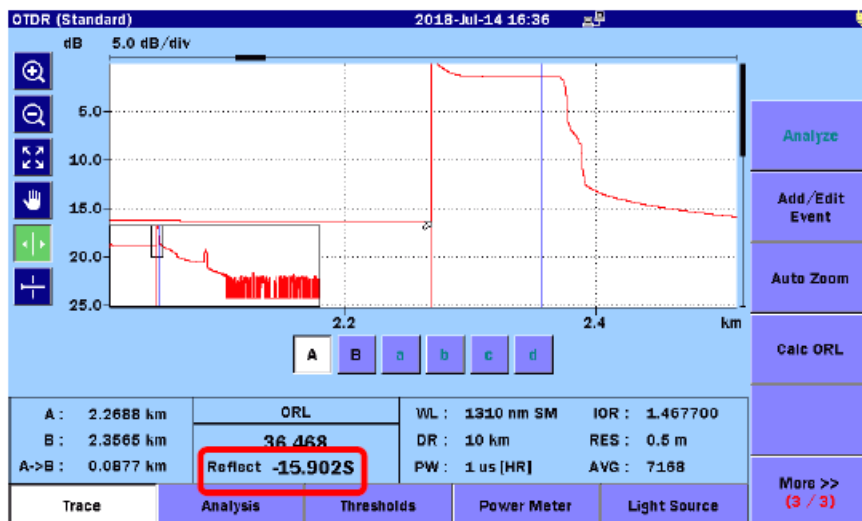 OTDR (Standard) 2018-Jul-14 16:36
dB 5.0 dB/div
5.0
10.0
15.0
20.0
25.0
2.2 2.4 km
A B a b c d
Analyze
Add/Edit
Event
Auto Zoom
Calc ORL
More >>
(3 / 3)
A : 2.2688 km
B : 2.3565 km
A->B : 0.0877 km
ORL
36.468
Reflect -15.902S
WL : 1310 nm SM IOR : 1.467700
DR : 10 km RES : 0.5 m
PW : 1 us [HR] AVG : 7168
Trace Analysis Thresholds Power Meter Light Source